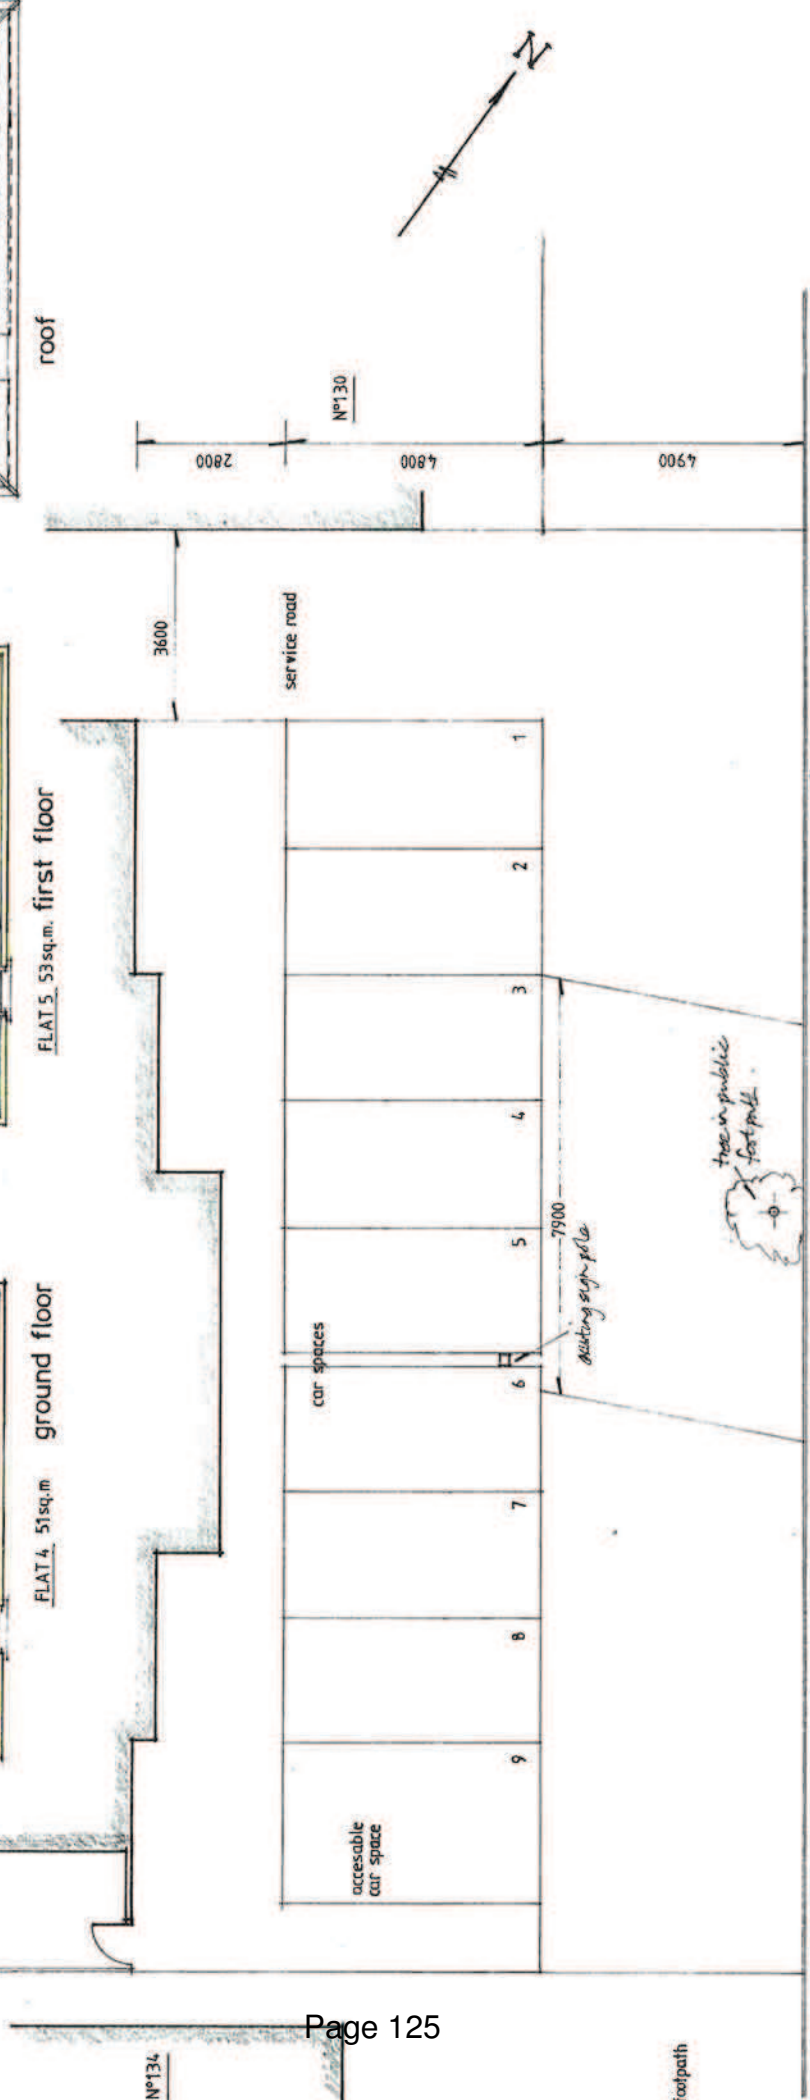 N
roof
Nº130
2800
4800
4900
3600
service road
1
2
3
4
5
6
7
8
9
FLAT 5 53sq.m. first floor
tree in public
footpath.
7900
existing sign pole
car spaces
FLAT 4 51sq.m ground floor
accesable
car space
Page 125
Nº134
footpath